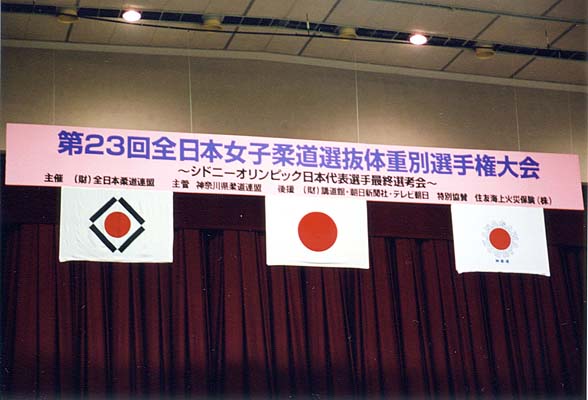 第23回全日本女子柔道選抜体重別選手権大会
〜シドニーオリンピック日本代表選手最終選考会〜
主催 (財)全日本柔道連盟 主管 神奈川県柔道連盟 後援 (財)講道館・朝日新聞社・テレビ朝日 特別協賛 住友海上火災保険(株)